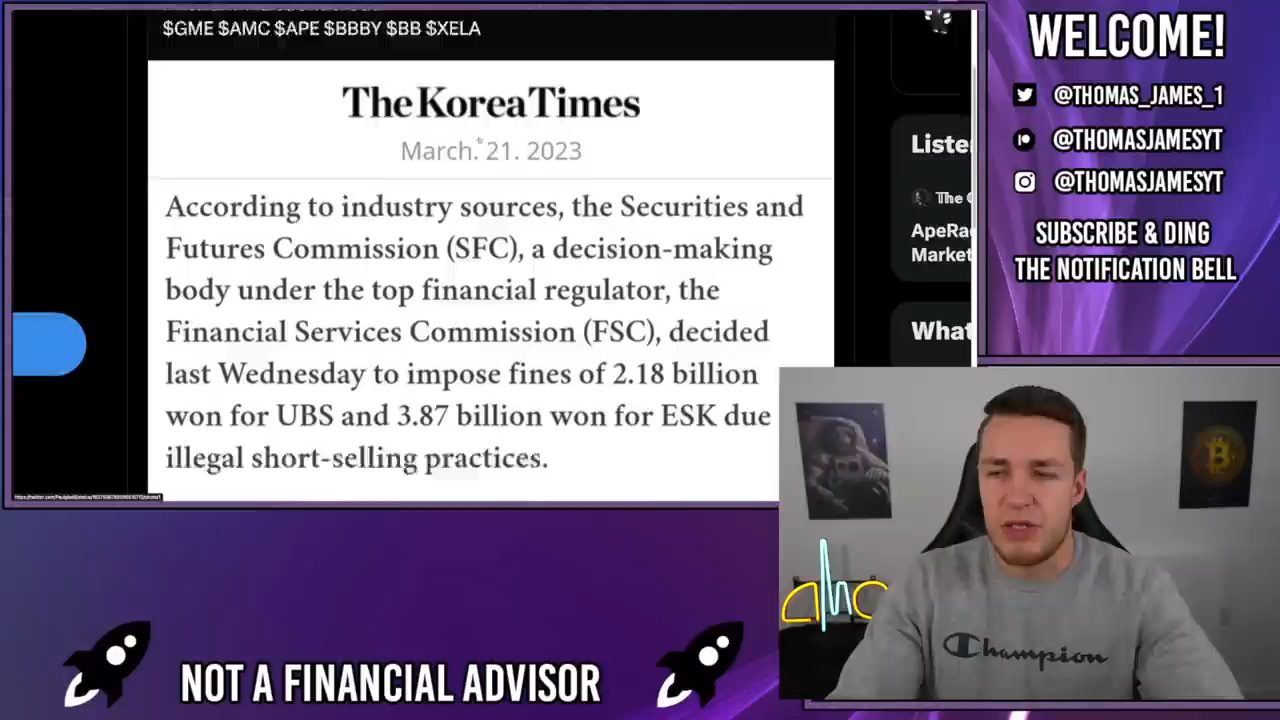 $GME $AMC $APE $BBBY $BB $XELA
The Korea Times
March. 21. 2023
According to industry sources, the Securities and
Futures Commission (SFC), a decision-making
body under the top financial regulator, the
Financial Services Commission (FSC), decided
last Wednesday to impose fines of 2.18 billion
won for UBS and 3.87 billion won for ESK due
illegal short-selling practices.
Liste
The
ApeRa
Market
What
WELCOME!
@THOMAS_JAMES_1
@THOMASJAMESYT
@THOMASJAMESYT
SUBSCRIBE & DING
THE NOTIFICATION BELL
amc
Champion
NOT A FINANCIAL ADVISOR